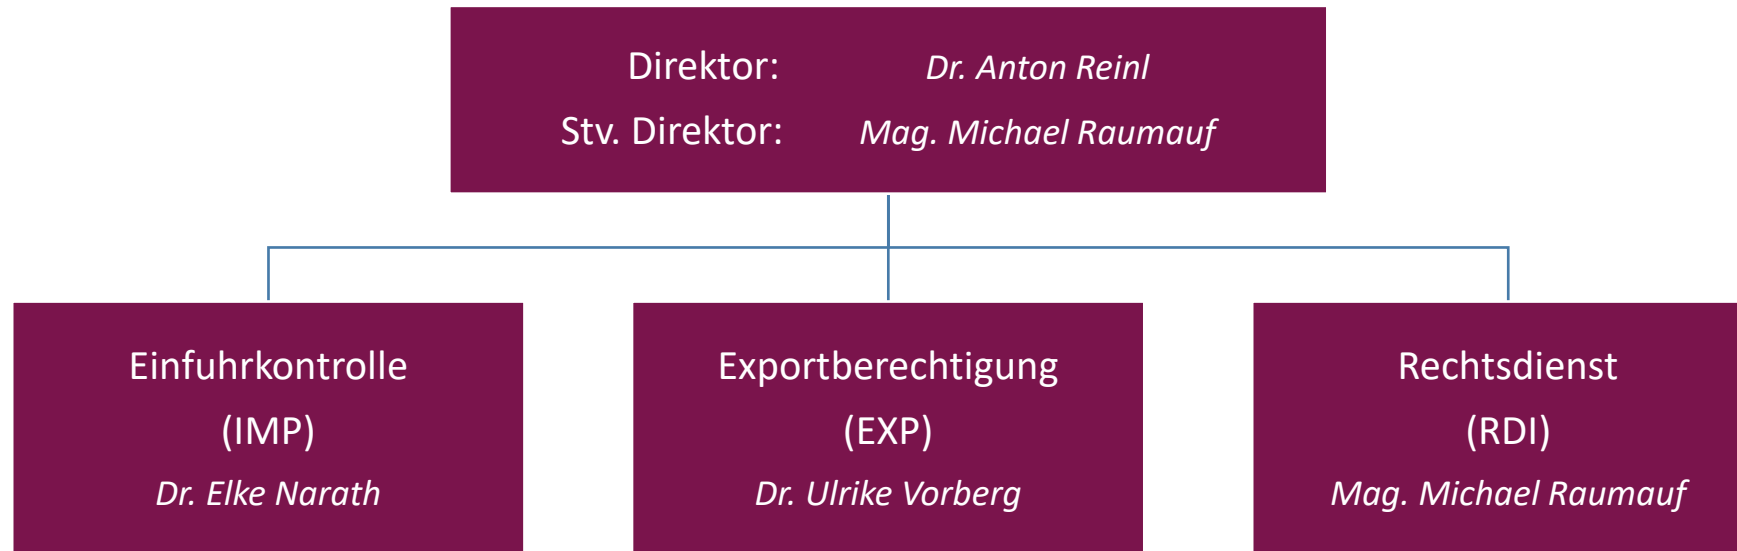 Direktor: Dr. Anton Reinl
Stv. Direktor: Mag. Michael Raumauf
Einfuhrkontrolle
(IMP)
Dr. Elke Narath
Exportberechtigung
(EXP)
Dr. Ulrike Vorberg
Rechtsdienst
(RDI)
Mag. Michael Raumauf